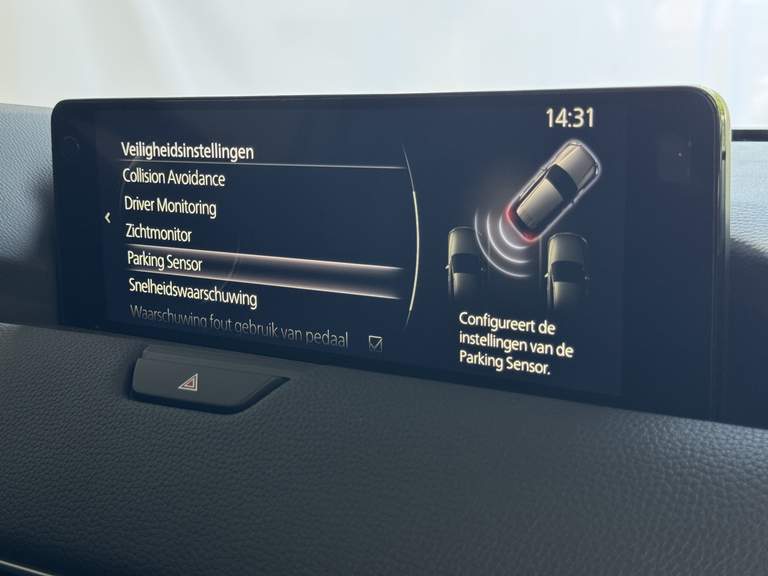 14:31
Veiligheidsinstellingen
Collision Avoidance
Driver Monitoring
Zichtmonitor
Parking Sensor
Snelheidswaarschuwing
Waarschuwing fout gebruik van pedaal
Configureert de
instellingen van de
Parking Sensor.